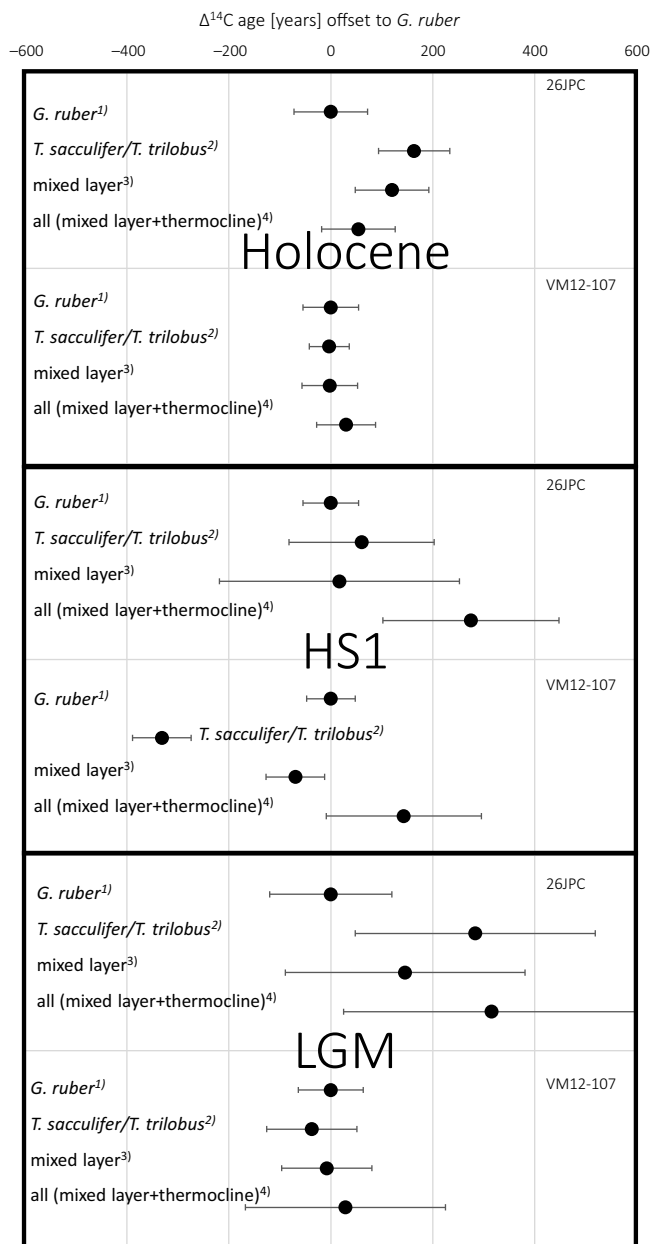 Δ¹⁴C age [years] offset to G. ruber
−600 −400 −200 0 200 400 600
26JPC
G. ruber¹⁾
T. sacculifer/T. trilobus²⁾
mixed layer³⁾
all (mixed layer+thermocline)⁴⁾
Holocene
VM12-107
G. ruber¹⁾
T. sacculifer/T. trilobus²⁾
mixed layer³⁾
all (mixed layer+thermocline)⁴⁾
26JPC
G. ruber¹⁾
T. sacculifer/T. trilobus²⁾
mixed layer³⁾
all (mixed layer+thermocline)⁴⁾
HS1
VM12-107
G. ruber¹⁾
T. sacculifer/T. trilobus²⁾
mixed layer³⁾
all (mixed layer+thermocline)⁴⁾
26JPC
G. ruber¹⁾
T. sacculifer/T. trilobus²⁾
mixed layer³⁾
all (mixed layer+thermocline)⁴⁾
LGM
VM12-107
G. ruber¹⁾
T. sacculifer/T. trilobus²⁾
mixed layer³⁾
all (mixed layer+thermocline)⁴⁾